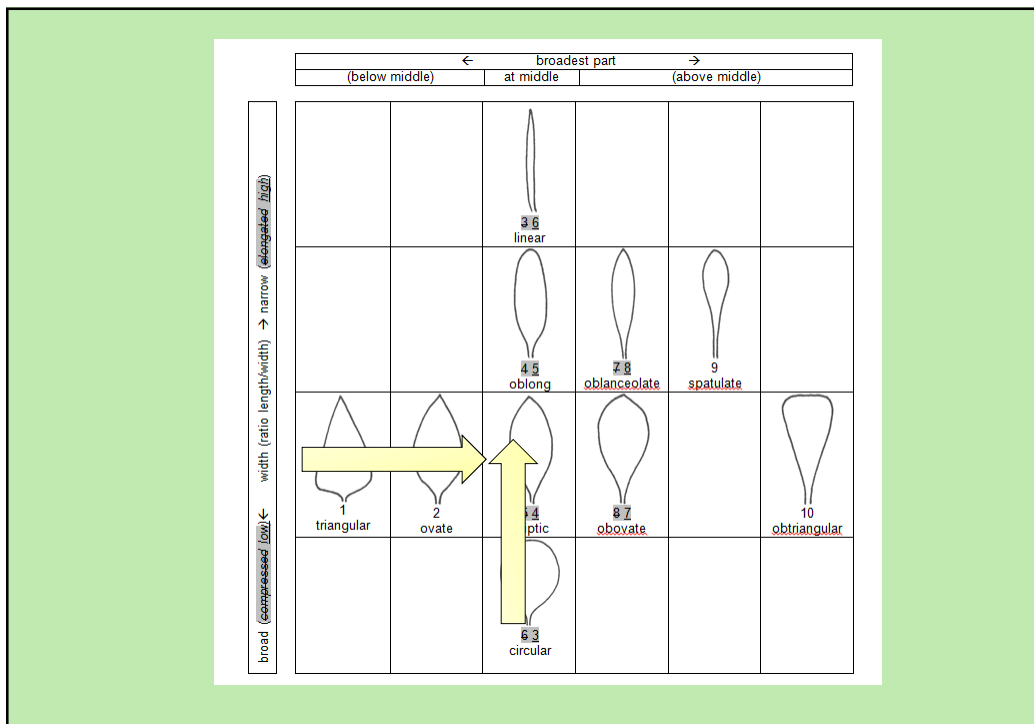 ← broadest part →
(below middle) at middle (above middle)
broad (compressed low)← width (ratio length/width) → narrow (elongated high)
3 6
linear
4 5
oblong
7 8
oblanceolate
9
spatulate
1
triangular
2
ovate
4
ptic
8 7
obovate
10
obtriangular
6 3
circular